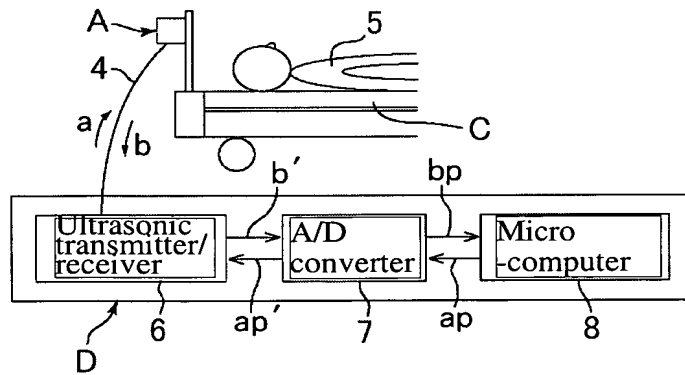 A
5
4
a
b
C
b′
bp
Ultrasonic
transmitter/
receiver
A/D
converter
Micro
-computer
6
ap′
7
ap
8
D